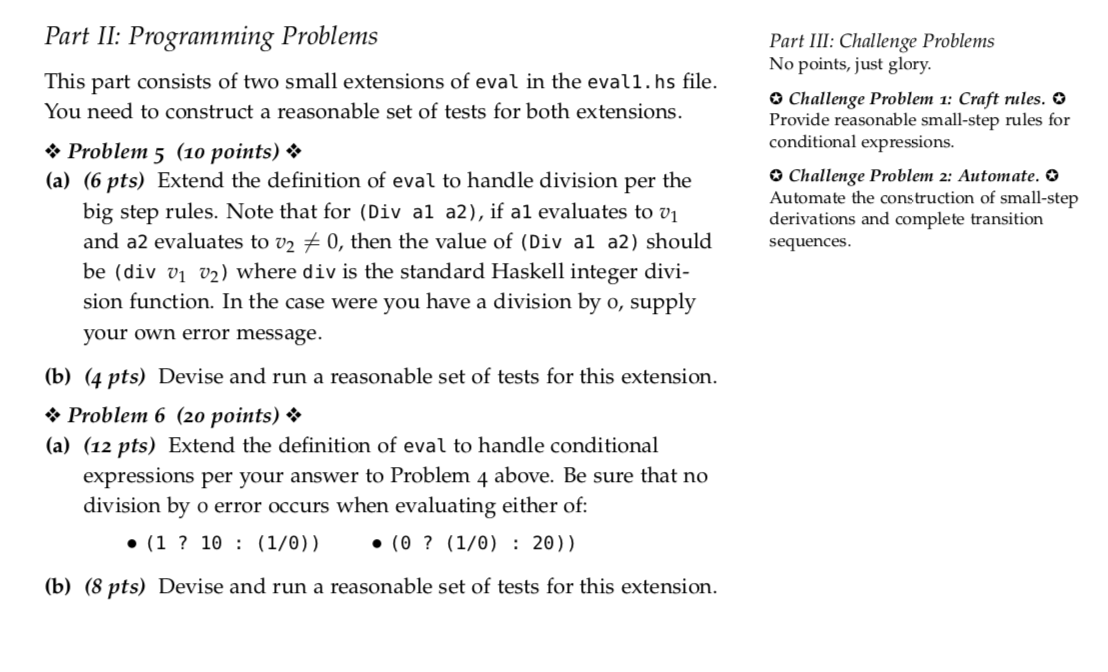 Part II: Programming Problems
This part consists of two small extensions of eval in the eval1.hs file.
You need to construct a reasonable set of tests for both extensions.
❖ Problem 5 (10 points) ❖
(a) (6 pts) Extend the definition of eval to handle division per the
big step rules. Note that for (Div a1 a2), if a1 evaluates to v₁
and a2 evaluates to v₂ ≠ 0, then the value of (Div a1 a2) should
be (div v₁ v₂) where div is the standard Haskell integer divi-
sion function. In the case were you have a division by 0, supply
your own error message.
(b) (4 pts) Devise and run a reasonable set of tests for this extension.
❖ Problem 6 (20 points) ❖
(a) (12 pts) Extend the definition of eval to handle conditional
expressions per your answer to Problem 4 above. Be sure that no
division by 0 error occurs when evaluating either of:
• (1 ? 10 : (1/0)) • (0 ? (1/0) : 20))
(b) (8 pts) Devise and run a reasonable set of tests for this extension.
Part III: Challenge Problems
No points, just glory.
✪ Challenge Problem 1: Craft rules. ✪
Provide reasonable small-step rules for
conditional expressions.
✪ Challenge Problem 2: Automate. ✪
Automate the construction of small-step
derivations and complete transition
sequences.